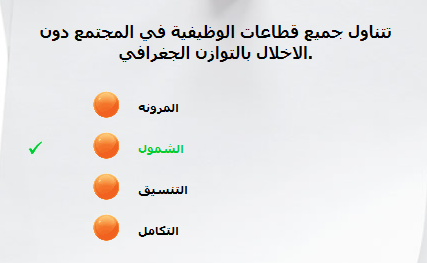 تتناول جميع قطاعات الوظيفية في المجتمع دون
الاخلال بالتوازن الجغرافي.
المرونه
الشمول
التنسيق
التكامل